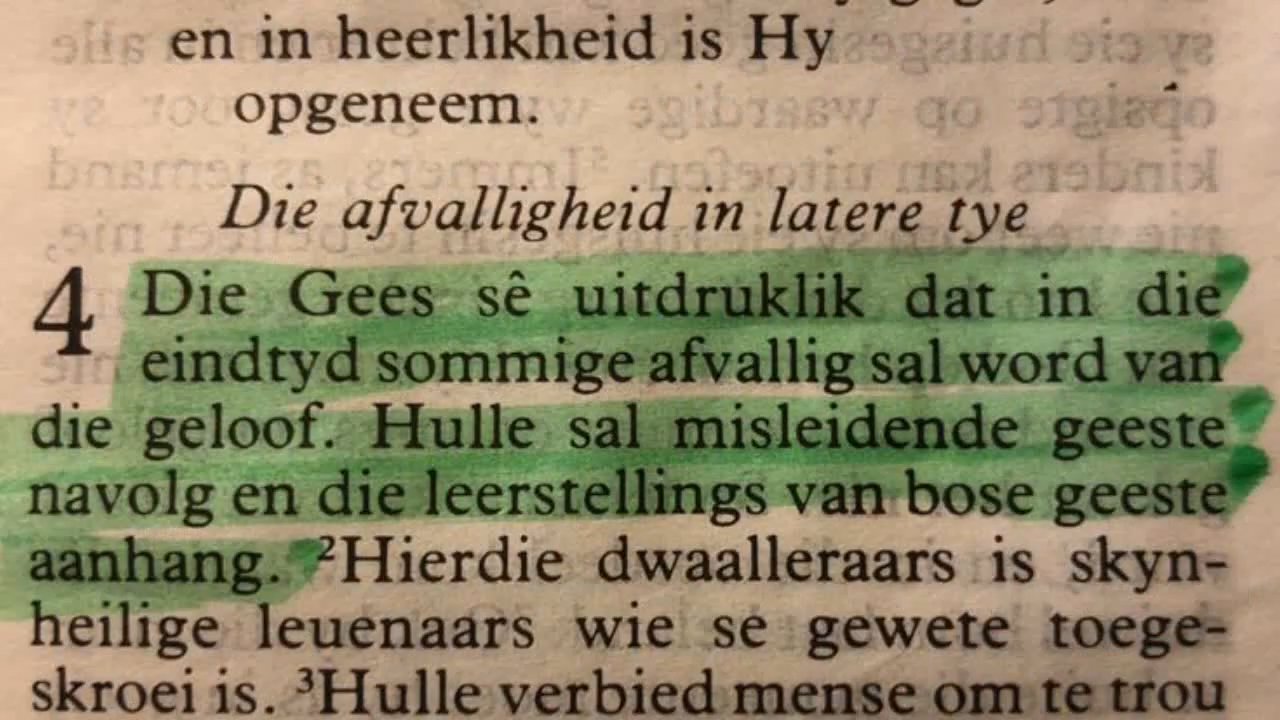 en in heerlikheid is Hy
opgeneem.
Die afvalligheid in latere tye
4 Die Gees sê uitdruklik dat in die
eindtyd sommige afvallig sal word van
die geloof. Hulle sal misleidende geeste
navolg en die leerstellings van bose geeste
aanhang. ²Hierdie dwaalleraars is skyn-
heilige leuenaars wie se gewete toege-
skroei is. ³Hulle verbied mense om te trou